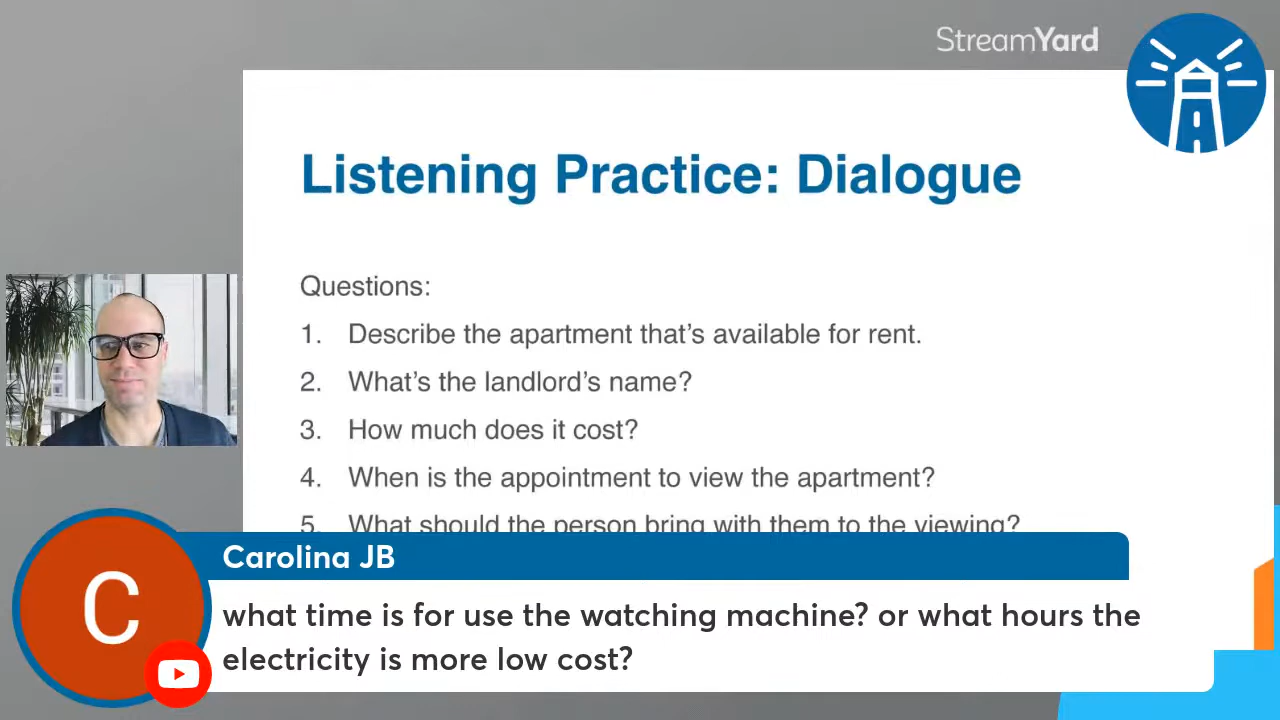 StreamYard
Listening Practice: Dialogue
Questions:
1. Describe the apartment that's available for rent.
2. What's the landlord's name?
3. How much does it cost?
4. When is the appointment to view the apartment?
5. What should the person bring with them to the viewing?
C
Carolina JB
what time is for use the watching machine? or what hours the
electricity is more low cost?